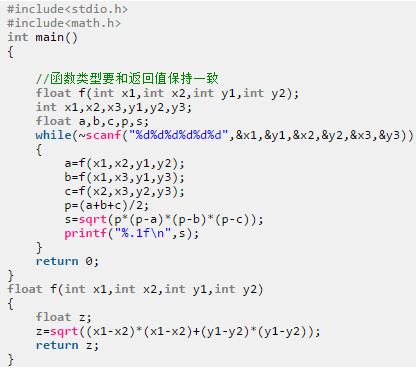 #include<stdio.h>
#include<math.h>
int main()
{
//函数类型要和返回值保持一致
float f(int x1,int x2,int y1,int y2);
int x1,x2,x3,y1,y2,y3;
float a,b,c,p,s;
while(~scanf("%d%d%d%d%d%d",&x1,&y1,&x2,&y2,&x3,&y3))
{
a=f(x1,x2,y1,y2);
b=f(x1,x3,y1,y3);
c=f(x2,x3,y2,y3);
p=(a+b+c)/2;
s=sqrt(p*(p-a)*(p-b)*(p-c));
printf("%.1f\n",s);
}
return 0;
}
float f(int x1,int x2,int y1,int y2)
{
float z;
z=sqrt((x1-x2)*(x1-x2)+(y1-y2)*(y1-y2));
return z;
}